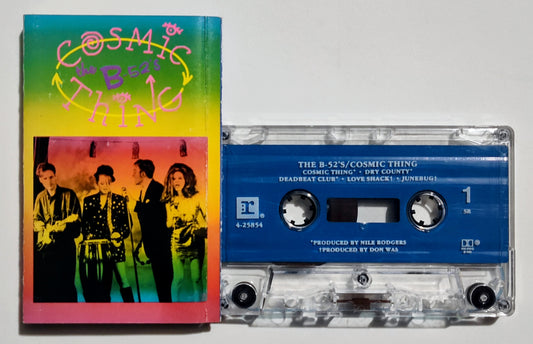 COSMIC
the B-52's
THING
THE B-52'S/COSMIC THING
COSMIC THING* • DRY COUNTY*
DEADBEAT CLUB* • LOVE SHACK† • JUNEBUG†
1
SR
4-25854
*PRODUCED BY NILE RODGERS
†PRODUCED BY DON WAS